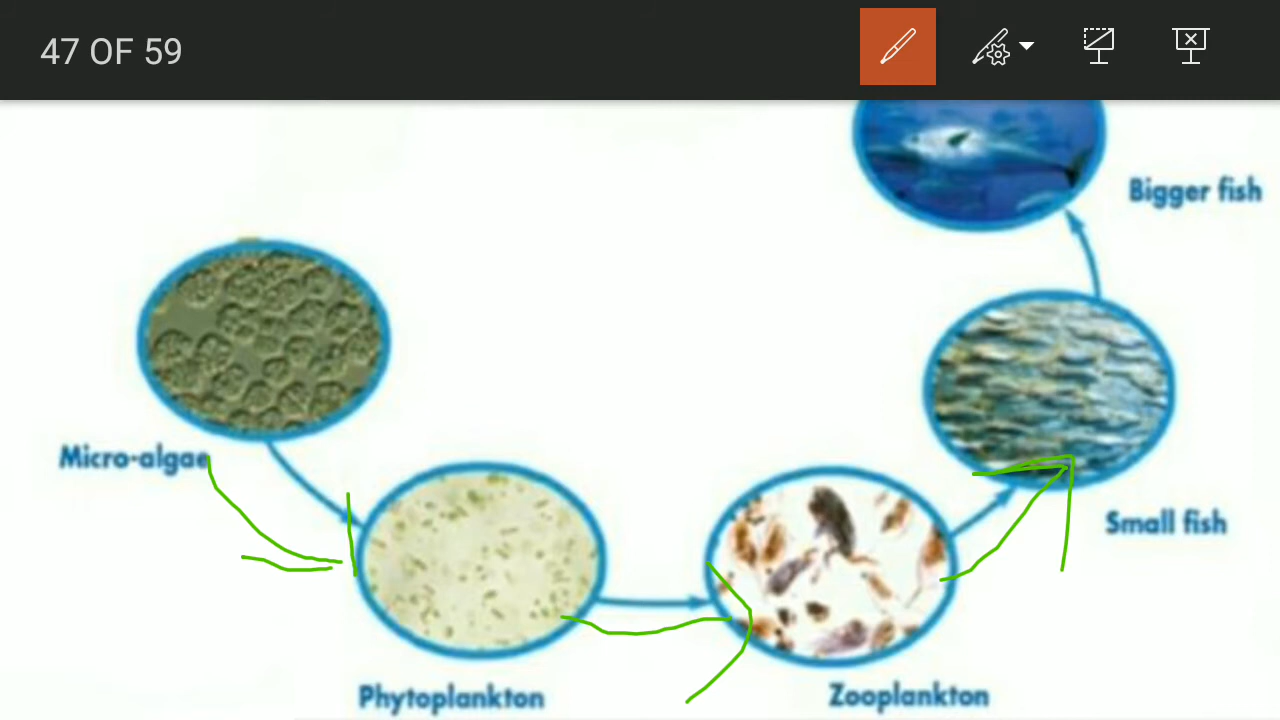 47 OF 59
Bigger fish
Micro-algae
Small fish
Phytoplankton
Zooplankton